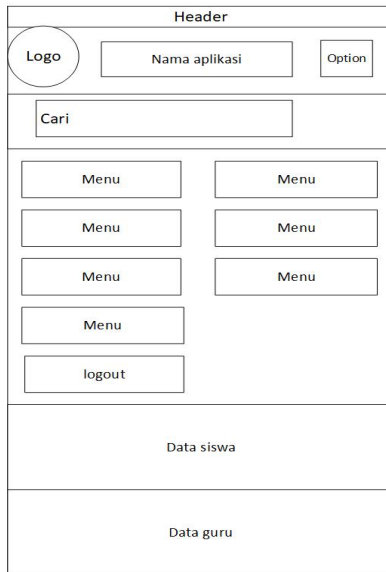 Header
Logo
Nama aplikasi
Option
Cari
Menu
Menu
Menu
Menu
Menu
Menu
Menu
logout
Data siswa
Data guru